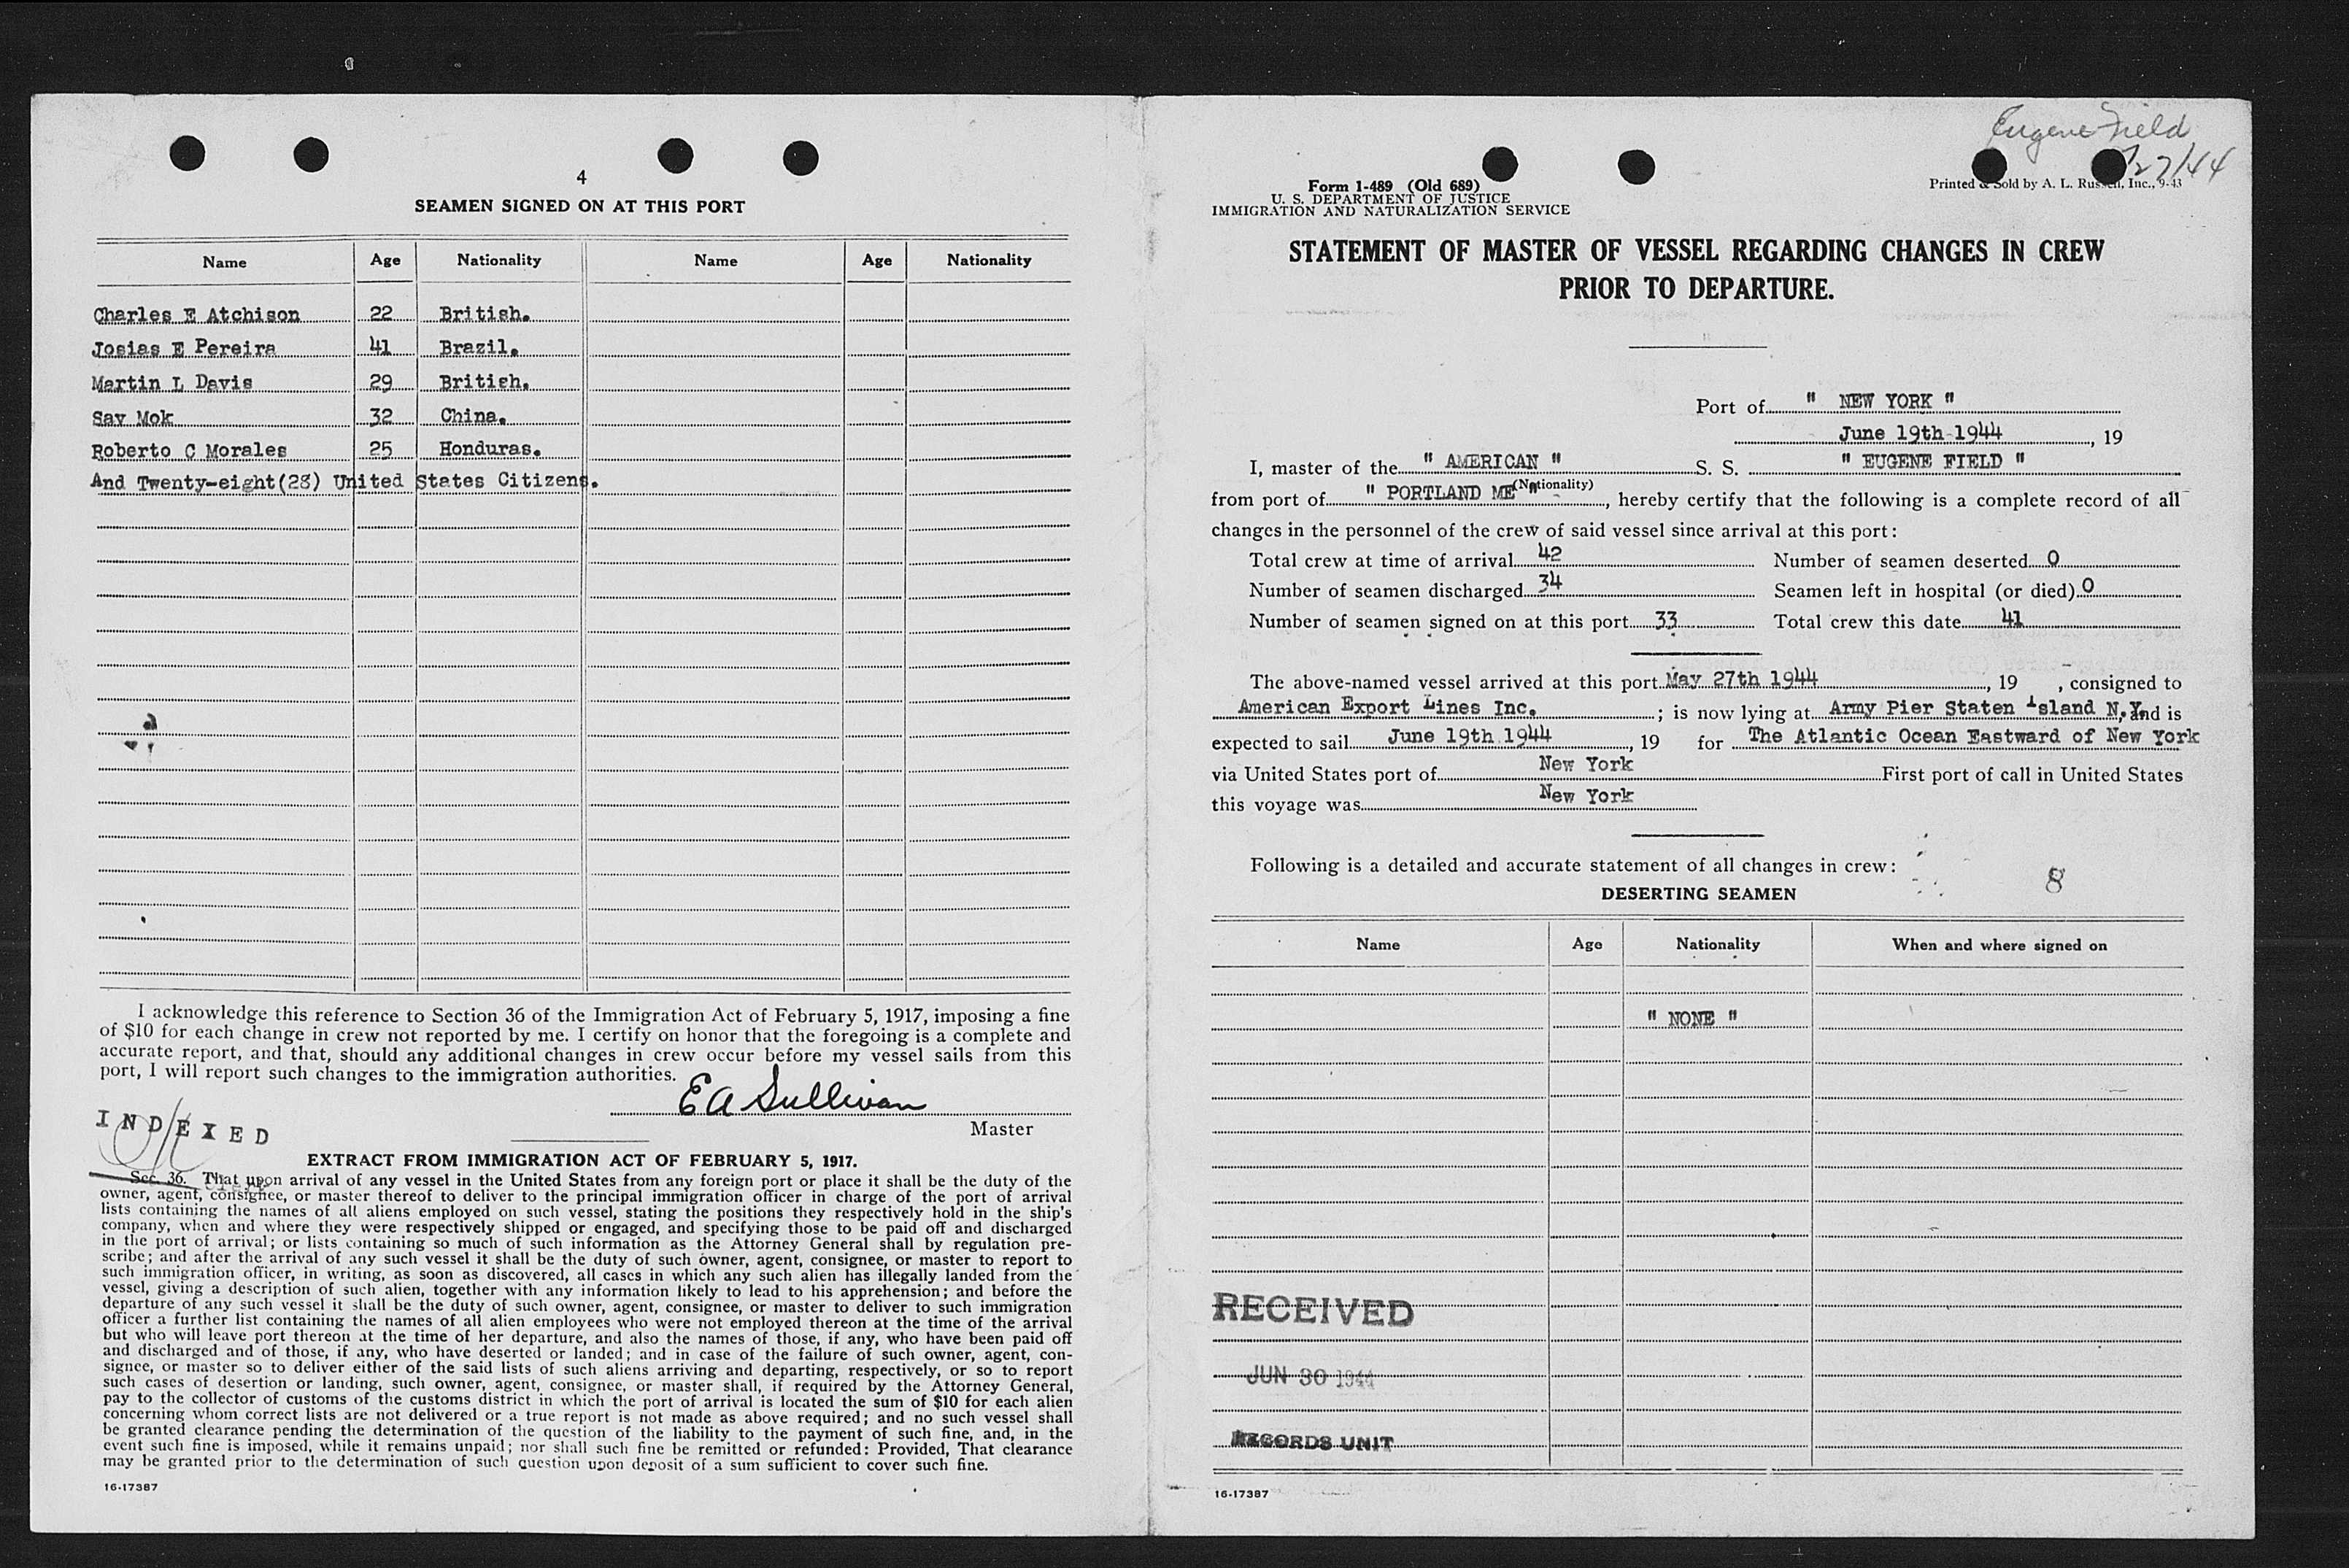 4
SEAMEN SIGNED ON AT THIS PORT
Name Age Nationality Name Age Nationality
Charles E Atchison 22 British.
Josias E Pereira 41 Brazil.
Martin L Davis 29 British.
Sav Mok 32 China.
Roberto C Morales 25 Honduras.
And Twenty-eight(28) United States Citizens.
I acknowledge this reference to Section 36 of the Immigration Act of February 5, 1917, imposing a fine
of $10 for each change in crew not reported by me. I certify on honor that the foregoing is a complete and
accurate report, and that, should any additional changes in crew occur before my vessel sails from this
port, I will report such changes to the immigration authorities.
E A Sullivan
Master
INDEXED
EXTRACT FROM IMMIGRATION ACT OF FEBRUARY 5, 1917.
Sec. 36. That upon arrival of any vessel in the United States from any foreign port or place it shall be the duty of the
owner, agent, consignee, or master thereof to deliver to the principal immigration officer in charge of the port of arrival
lists containing the names of all aliens employed on such vessel, stating the positions they respectively hold in the ship's
company, when and where they were respectively shipped or engaged, and specifying those to be paid off and discharged
in the port of arrival; or lists containing so much of such information as the Attorney General shall by regulation pre-
scribe; and after the arrival of any such vessel it shall be the duty of such owner, agent, consignee, or master to report to
such immigration officer, in writing, as soon as discovered, all cases in which any such alien has illegally landed from the
vessel, giving a description of such alien, together with any information likely to lead to his apprehension; and before the
departure of any such vessel it shall be the duty of such owner, agent, consignee, or master to deliver to such immigration
officer a further list containing the names of all alien employees who were not employed thereon at the time of the arrival
but who will leave port thereon at the time of her departure, and also the names of those, if any, who have been paid off
and discharged and of those, if any, who have deserted or landed; and in case of the failure of such owner, agent, con-
signee, or master so to deliver either of the said lists of such aliens arriving and departing, respectively, or so to report
such cases of desertion or landing, such owner, agent, consignee, or master shall, if required by the Attorney General,
pay to the collector of customs of the customs district in which the port of arrival is located the sum of $10 for each alien
concerning whom correct lists are not delivered or a true report is not made as above required; and no such vessel shall
be granted clearance pending the determination of the question of the liability to the payment of such fine, and, in the
event such fine is imposed, while it remains unpaid; nor shall such fine be remitted or refunded: Provided, That clearance
may be granted prior to the determination of such question upon deposit of a sum sufficient to cover such fine.
16-17387
Eugene Field
27/44
Form 1-489 (Old 689)
Printed & Sold by A. L. Russell, Inc., 9-43
U. S. DEPARTMENT OF JUSTICE
IMMIGRATION AND NATURALIZATION SERVICE
STATEMENT OF MASTER OF VESSEL REGARDING CHANGES IN CREW
PRIOR TO DEPARTURE.
Port of " NEW YORK "
June 19th 1944, 19
I, master of the " AMERICAN " S. S. " EUGENE FIELD "
(Nationality)
from port of " PORTLAND ME ", hereby certify that the following is a complete record of all
changes in the personnel of the crew of said vessel since arrival at this port:
Total crew at time of arrival 42 Number of seamen deserted 0
Number of seamen discharged 34 Seamen left in hospital (or died) 0
Number of seamen signed on at this port 33 Total crew this date 41
The above-named vessel arrived at this port May 27th 1944, 19 , consigned to
American Export Lines Inc. ; is now lying at Army Pier Staten Island N.Y. and is
expected to sail June 19th 1944, 19 for The Atlantic Ocean Eastward of New York
via United States port of New York First port of call in United States
this voyage was New York
Following is a detailed and accurate statement of all changes in crew:
8
DESERTING SEAMEN
Name Age Nationality When and where signed on
" NONE "
RECEIVED
JUN 30 1944
RECORDS UNIT
16-17387